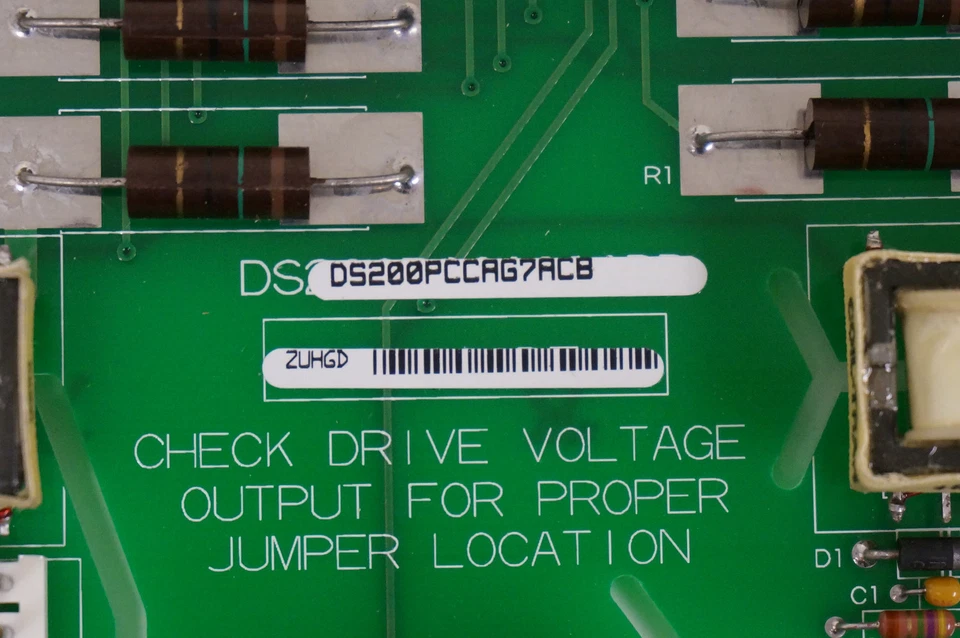 R1
DS2
DS200PCCAG7ACB
ZUHGD
CHECK DRIVE VOLTAGE
OUTPUT FOR PROPER
JUMPER LOCATION
D1
C1